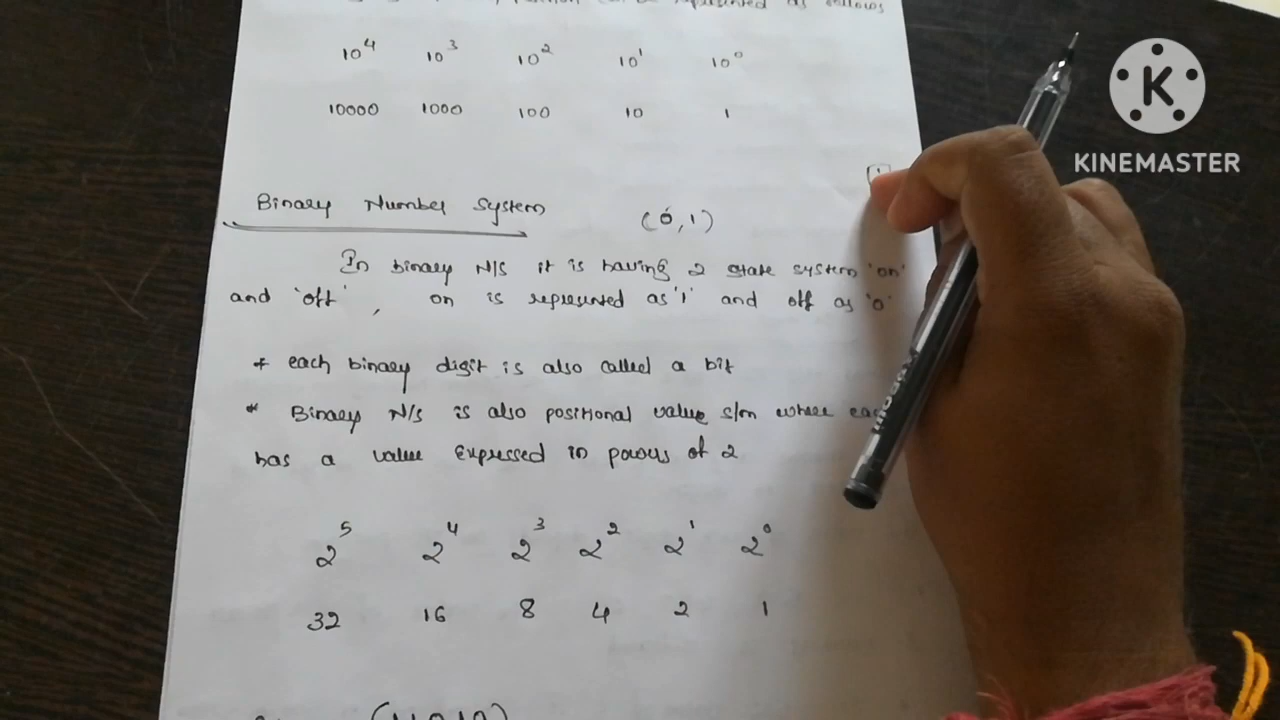 represented as follows
10⁴ 10³ 10² 10¹ 10⁰
10000 1000 100 10 1
KINEMASTER
Binary Number System (0,1)
In binary N/S it is having 2 state system 'on'
and 'off', on is represented as '1' and off as '0'
* each binary digit is also called a bit
* Binary N/S is also positional value s/m where
has a value expressed in powers of 2
2⁵ 2⁴ 2³ 2² 2¹ 2⁰
32 16 8 4 2 1